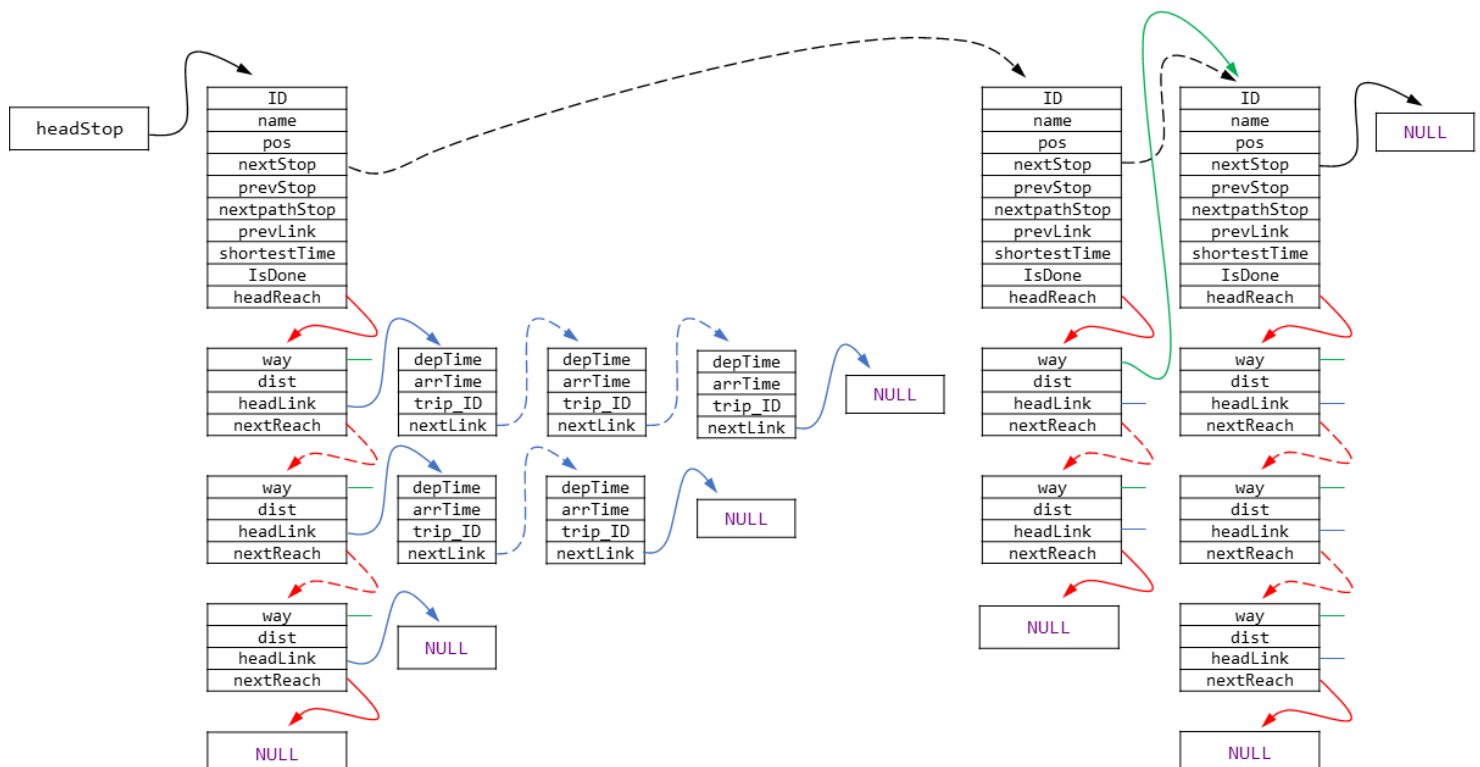 headStop
ID
name
pos
nextStop
prevStop
nextpathStop
prevLink
shortestTime
IsDone
headReach
way
dist
headLink
nextReach
depTime
arrTime
trip_ID
nextLink
depTime
arrTime
trip_ID
nextLink
depTime
arrTime
trip_ID
nextLink
NULL
way
dist
headLink
nextReach
depTime
arrTime
trip_ID
nextLink
depTime
arrTime
trip_ID
nextLink
NULL
way
dist
headLink
nextReach
NULL
NULL
ID
name
pos
nextStop
prevStop
nextpathStop
prevLink
shortestTime
IsDone
headReach
way
dist
headLink
nextReach
way
dist
headLink
nextReach
NULL
ID
name
pos
nextStop
prevStop
nextpathStop
prevLink
shortestTime
IsDone
headReach
NULL
way
dist
headLink
nextReach
way
dist
headLink
nextReach
way
dist
headLink
nextReach
NULL